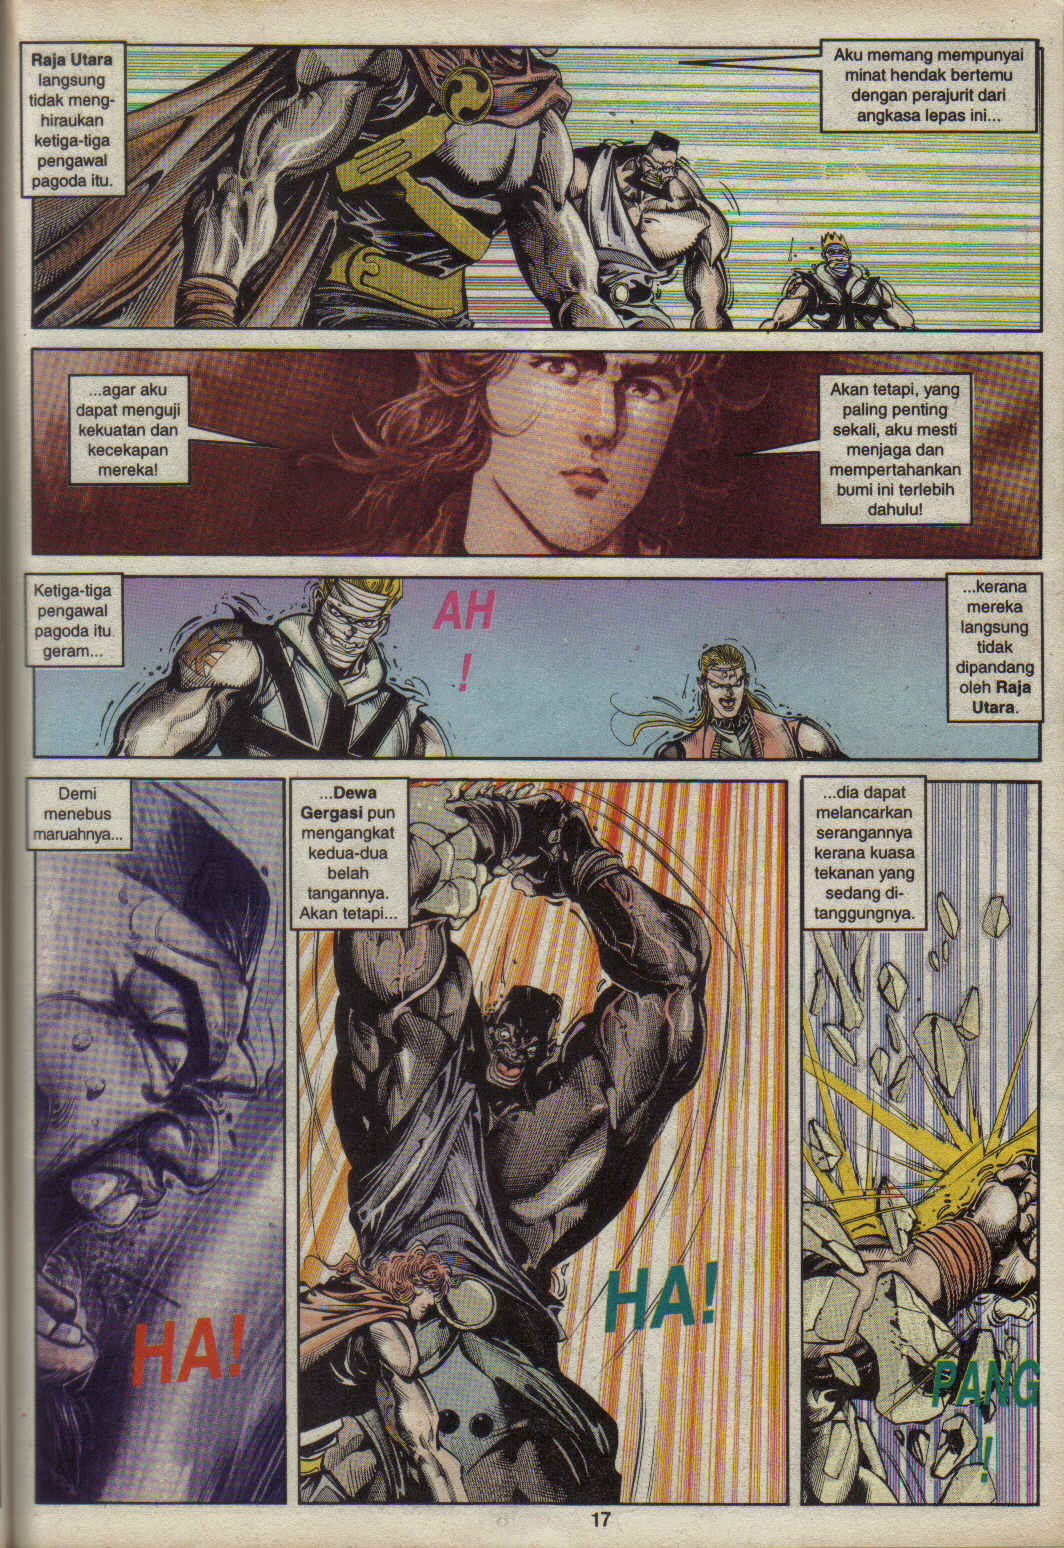 Raja Utara
langsung
tidak meng-
hiraukan
ketiga-tiga
pengawal
pagoda itu.
Aku memang mempunyai
minat hendak bertemu
dengan perajurit dari
angkasa lepas ini...
...agar aku
dapat menguji
kekuatan dan
kecekapan
mereka!
Akan tetapi, yang
paling penting
sekali, aku mesti
menjaga dan
mempertahankan
bumi ini terlebih
dahulu!
Ketiga-tiga
pengawal
pagoda itu
geram...
AH
!
...kerana
mereka
langsung
tidak
dipandang
oleh Raja
Utara.
Demi
menebus
maruahnya...
HA!
...Dewa
Gergasi pun
mengangkat
kedua-dua
belah
tangannya.
Akan tetapi...
HA!
...dia dapat
melancarkan
serangannya
kerana kuasa
tekanan yang
sedang di-
tanggungnya.
PANG
!
17